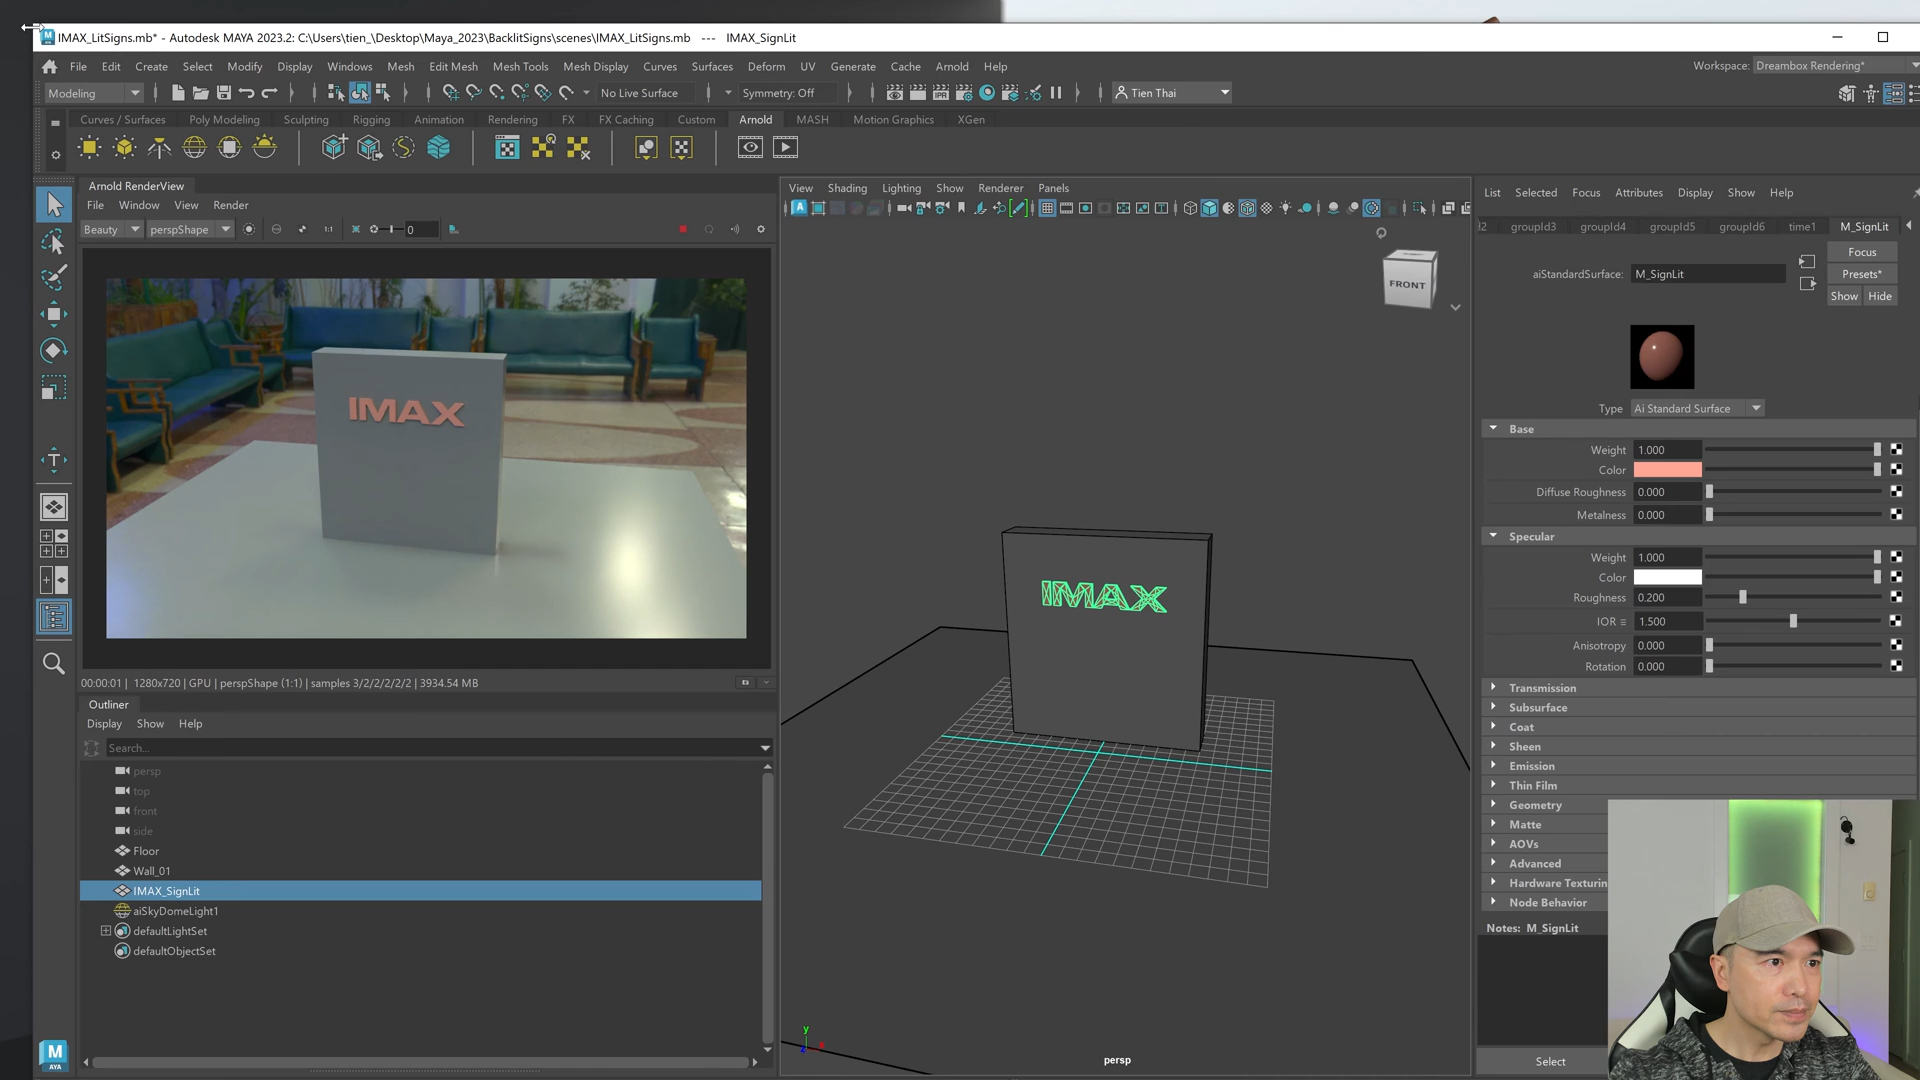 IMAX_LitSigns.mb* - Autodesk MAYA 2023.2: C:\Users\tien_\Desktop\Maya_2023\BacklitSigns\scenes\IMAX_LitSigns.mb --- IMAX_SignLit
File Edit Create Select Modify Display Windows Mesh Edit Mesh Mesh Tools Mesh Display Curves Surfaces Deform UV Generate Cache Arnold Help
Workspace: Dreambox Rendering*
Modeling No Live Surface Symmetry: Off Tien Thai
Curves / Surfaces Poly Modeling Sculpting Rigging Animation Rendering FX FX Caching Custom Arnold MASH Motion Graphics XGen
Arnold RenderView
File Window View Render
Beauty perspShape 1:1 0
IMAX
00:00:01 | 1280x720 | GPU | perspShape (1:1) | samples 3/2/2/2/2/2 | 3934.54 MB
Outliner
Display Show Help
Search...
persp
top
front
side
Floor
Wall_01
IMAX_SignLit
aiSkyDomeLight1
defaultLightSet
defaultObjectSet
M
AYA
View Shading Lighting Show Renderer Panels
FRONT
IMAX
y
persp
List Selected Focus Attributes Display Show Help
groupId3 groupId4 groupId5 groupId6 time1 M_SignLit
Focus
aiStandardSurface: M_SignLit
Presets*
Show Hide
Type Ai Standard Surface
Base
Weight 1.000
Color
Diffuse Roughness 0.000
Metalness 0.000
Specular
Weight 1.000
Color
Roughness 0.200
IOR 1.500
Anisotropy 0.000
Rotation 0.000
Transmission
Subsurface
Coat
Sheen
Emission
Thin Film
Geometry
Matte
AOVs
Advanced
Hardware Texturin
Node Behavior
Notes: M_SignLit
Select